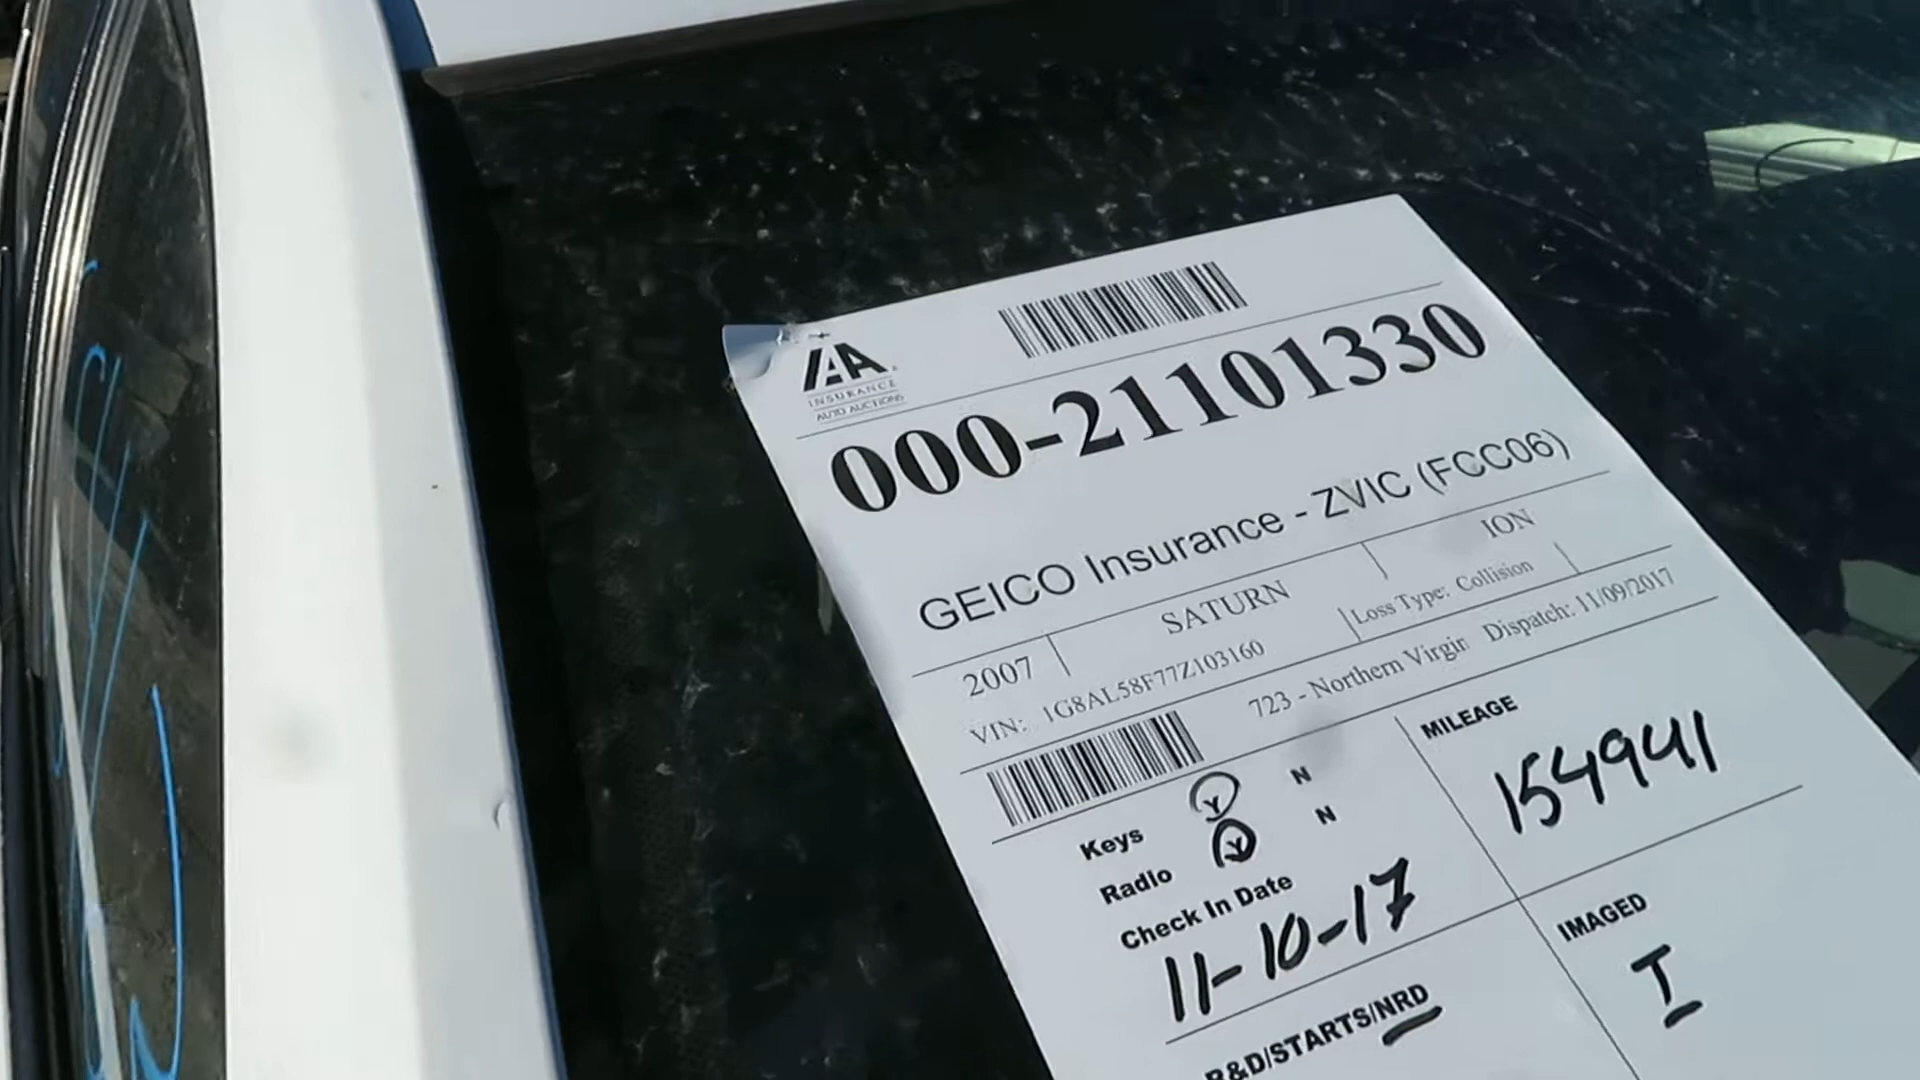 IAA
INSURANCE
AUTO AUCTIONS
000-21101330
GEICO Insurance - ZVIC (FCC06)
2007 SATURN ION
VIN: 1G8AL58F77Z103160 Loss Type: Collision
723 - Northern Virgin Dispatch: 11/09/2017
Keys Y N
Radio Y N
MILEAGE
154941
Check In Date
11-10-17
IMAGED
I
R&D/STARTS/NRD